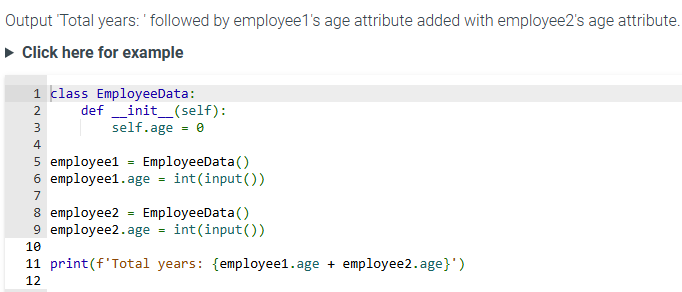 Output 'Total years: ' followed by employee1's age attribute added with employee2's age attribute.
▶ Click here for example
1 class EmployeeData:
2     def __init__(self):
3         self.age = 0
4
5 employee1 = EmployeeData()
6 employee1.age = int(input())
7
8 employee2 = EmployeeData()
9 employee2.age = int(input())
10
11 print(f'Total years: {employee1.age + employee2.age}')
12